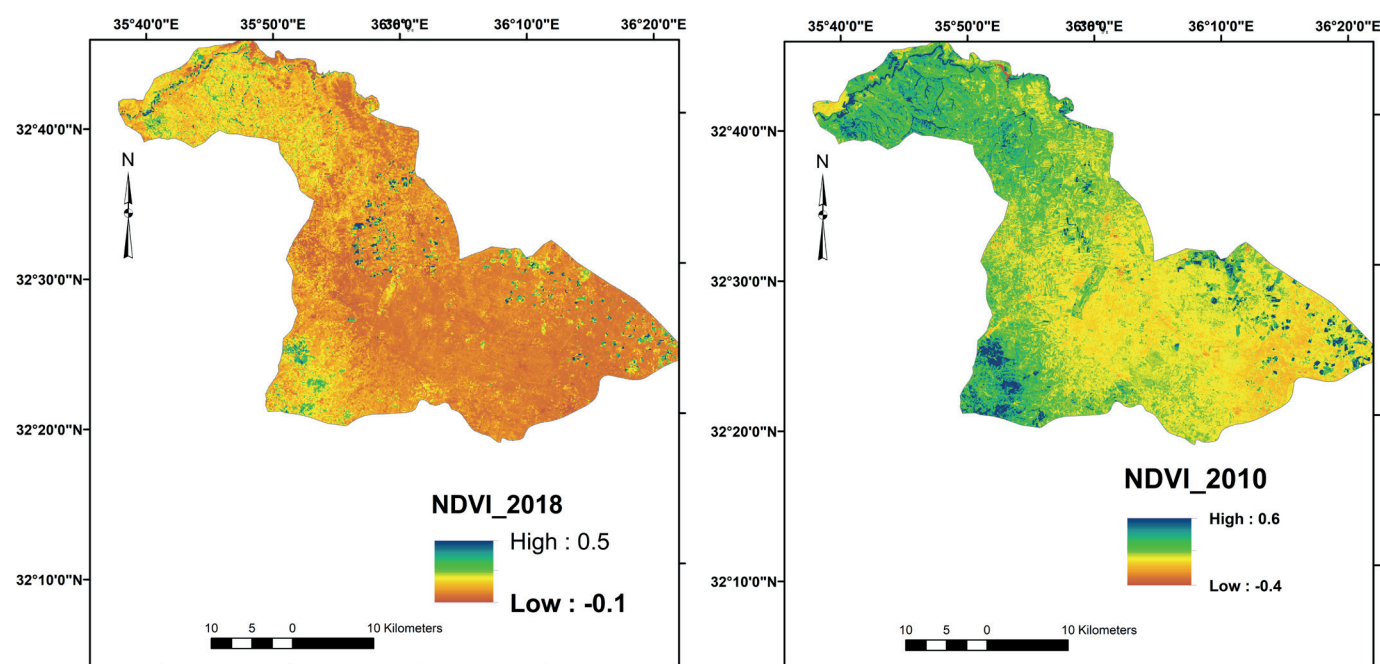 35°40'0"E 35°50'0"E 36°0'0"E 36°10'0"E 36°20'0"E
32°40'0"N
N
32°30'0"N
32°20'0"N
NDVI_2018
High : 0.5
32°10'0"N
Low : -0.1
10 5 0 10 Kilometers
35°40'0"E 35°50'0"E 36°10'0"E 36°20'0"E
32°40'0"N
N
32°30'0"N
32°20'0"N
NDVI_2010
High : 0.6
32°10'0"N
Low : -0.4
10 5 0 10 Kilometers